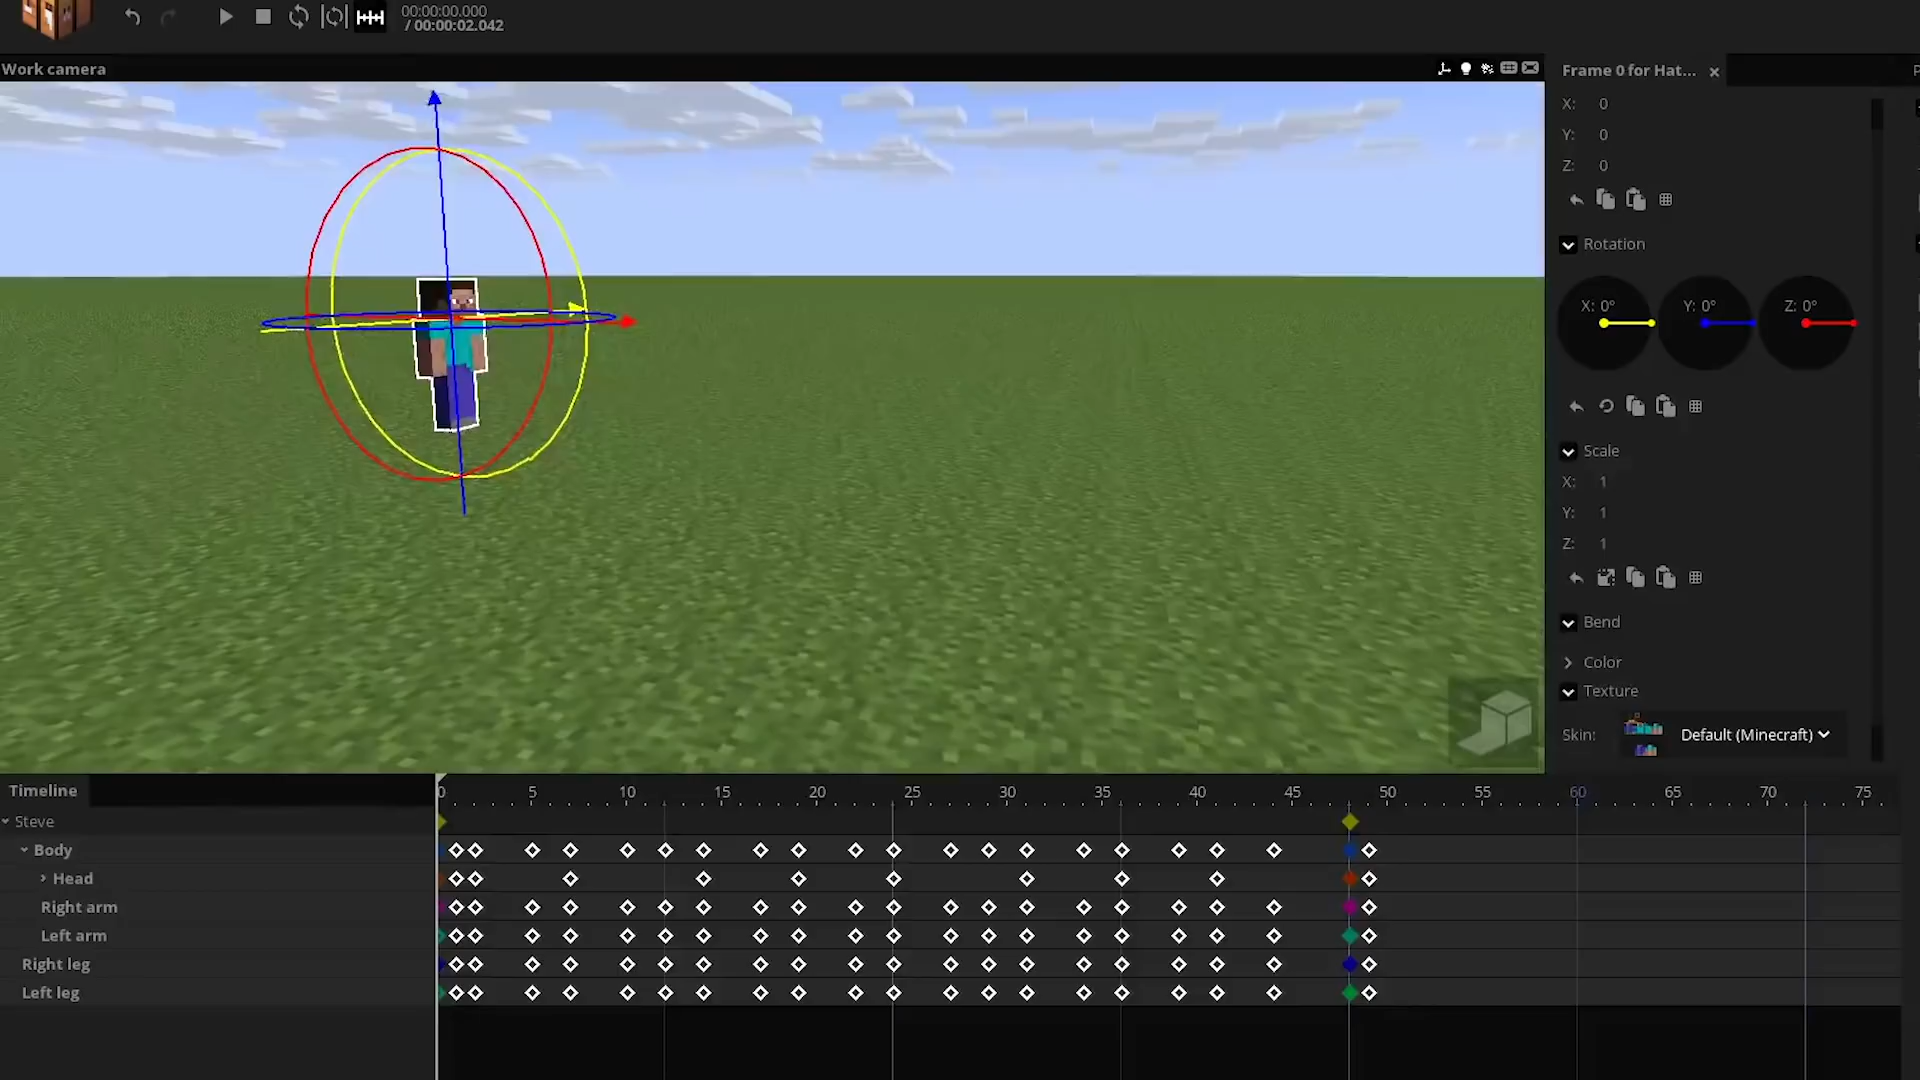 00:00:00.000
/ 00:00:02.042
Work camera
Frame 0 for Hat...
X: 0
Y: 0
Z: 0
Rotation
X: 0° Y: 0° Z: 0°
Scale
X: 1
Y: 1
Z: 1
Bend
Color
Texture
Skin: Default (Minecraft)
Timeline
0 5 10 15 20 25 30 35 40 45 50 55 60 65 70 75
Steve
Body
Head
Right arm
Left arm
Right leg
Left leg